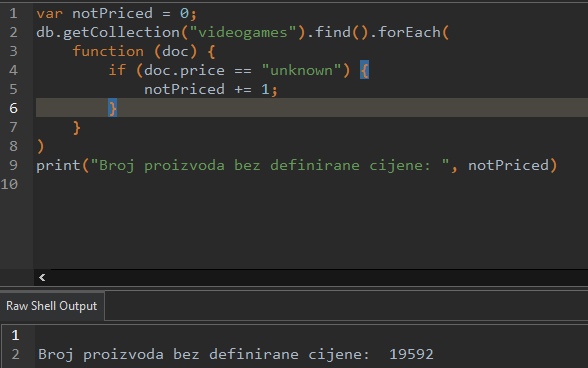 1 var notPriced = 0;
2 db.getCollection("videogames").find().forEach(
3     function (doc) {
4         if (doc.price == "unknown") {
5             notPriced += 1;
6         }
7     }
8 )
9 print("Broj proizvoda bez definirane cijene: ", notPriced)
10
Raw Shell Output
1
2 Broj proizvoda bez definirane cijene:  19592